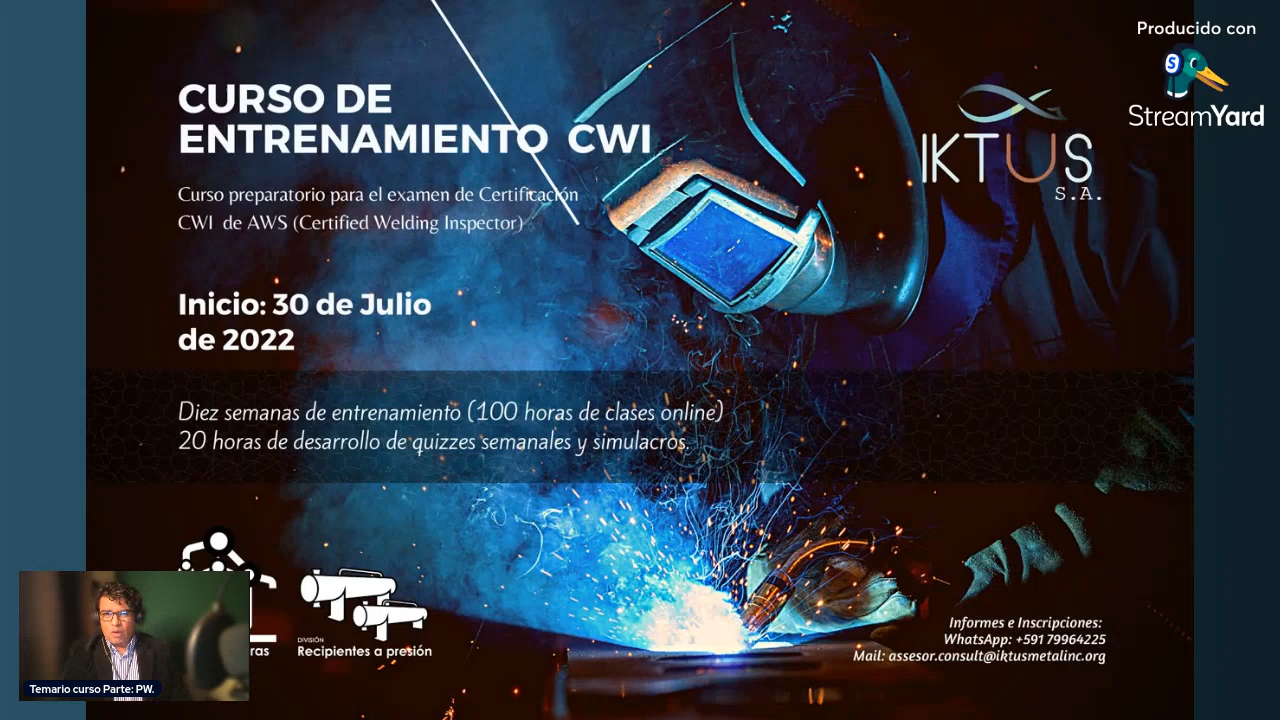 Producido con
StreamYard
CURSO DE
ENTRENAMIENTO CWI
IKTUS
S.A.
Curso preparatorio para el examen de Certificación
CWI de AWS (Certified Welding Inspector)
Inicio: 30 de Julio
de 2022
Diez semanas de entrenamiento (100 horas de clases online)
20 horas de desarrollo de quizzes semanales y simulacros.
DIVISIÓN
Recipientes a presión
Informes e Inscripciones:
WhatsApp: +591 79964225
Mail: assesor.consult@iktusmetalinc.org
Temario curso Parte: PW.